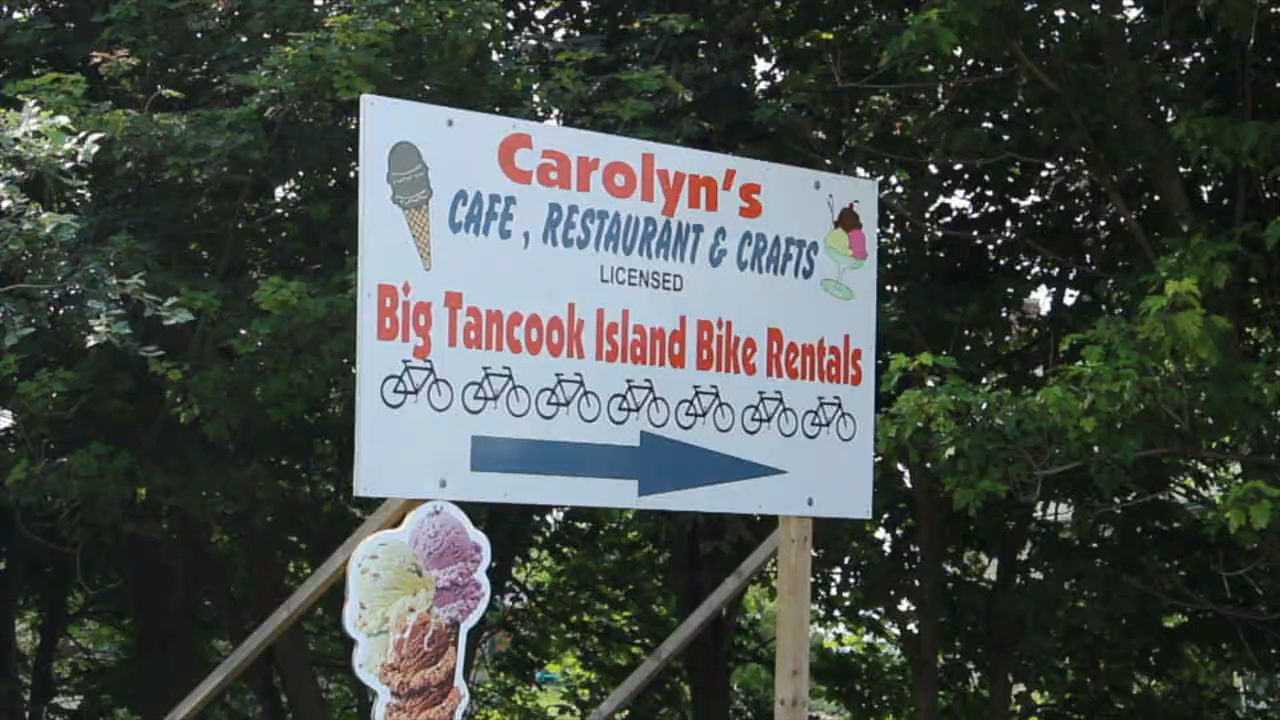 Carolyn's
CAFE, RESTAURANT & CRAFTS
LICENSED
Big Tancook Island Bike Rentals